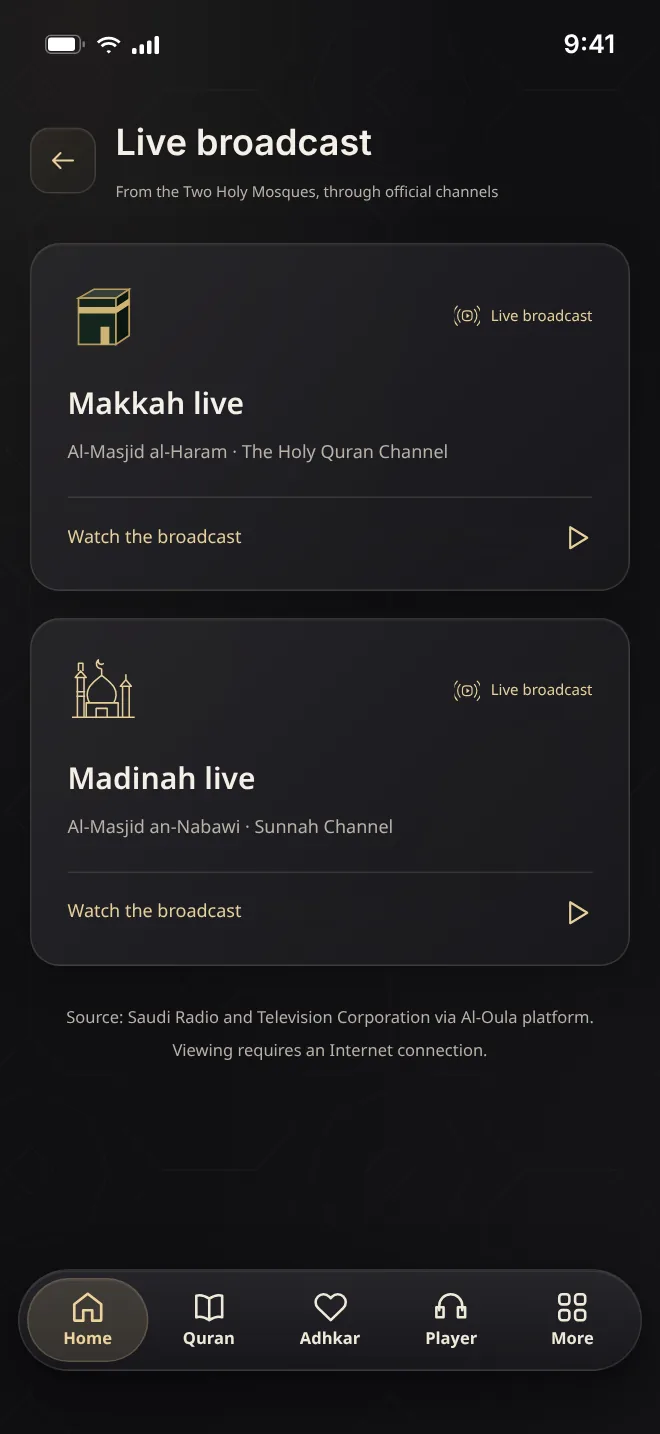 9:41
Live broadcast
From the Two Holy Mosques, through official channels
Live broadcast
Makkah live
Al-Masjid al-Haram · The Holy Quran Channel
Watch the broadcast
Live broadcast
Madinah live
Al-Masjid an-Nabawi · Sunnah Channel
Watch the broadcast
Source: Saudi Radio and Television Corporation via Al-Oula platform.
Viewing requires an Internet connection.
Home Quran Adhkar Player More